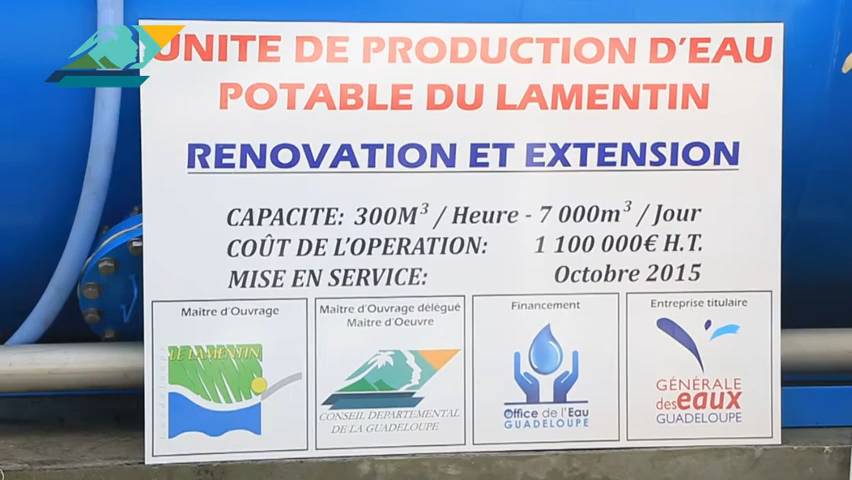 UNITE DE PRODUCTION D'EAU
POTABLE DU LAMENTIN
RENOVATION ET EXTENSION
CAPACITE: 300M³ / Heure - 7 000m³ / Jour
COÛT DE L'OPERATION: 1 100 000€ H.T.
MISE EN SERVICE: Octobre 2015
Maître d'Ouvrage
LE LAMENTIN
Guadeloupe
Maître d'Ouvrage délégué
Maître d'Oeuvre
CONSEIL DEPARTEMENTAL
DE LA GUADELOUPE
Financement
Office de l'Eau
GUADELOUPE
Entreprise titulaire
GÉNÉRALE
des eaux
GUADELOUPE